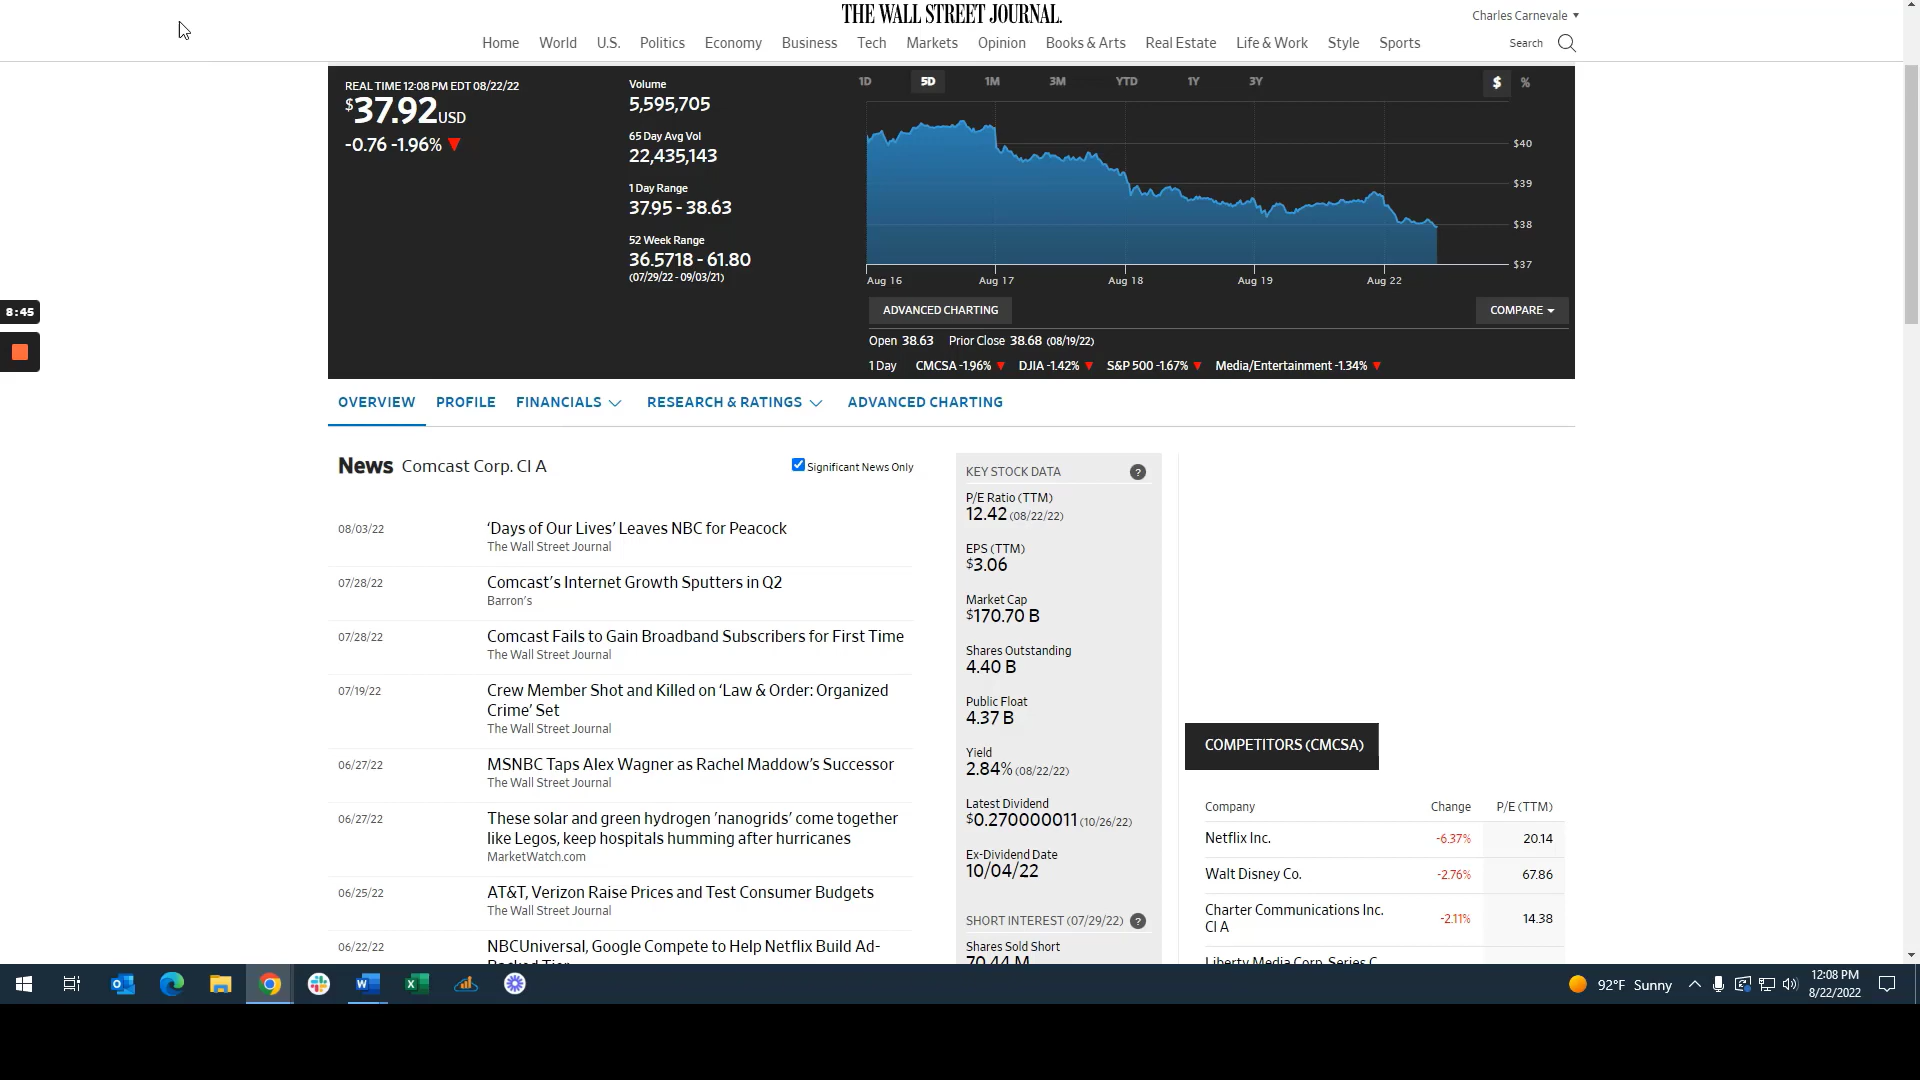 THE WALL STREET JOURNAL.
Charles Carnevale
Home World U.S. Politics Economy Business Tech Markets Opinion Books & Arts Real Estate Life & Work Style Sports
Search
REAL TIME 12:08 PM EDT 08/22/22
$37.92 USD
-0.76 -1.96%
Volume
5,595,705
65 Day Avg Vol
22,435,143
1 Day Range
37.95 - 38.63
52 Week Range
36.5718 - 61.80
(07/29/22 - 09/03/21)
1D 5D 1M 3M YTD 1Y 3Y $ %
$40
$39
$38
$37
Aug 16 Aug 17 Aug 18 Aug 19 Aug 22
ADVANCED CHARTING
COMPARE
Open 38.63 Prior Close 38.68 (08/19/22)
1 Day CMCSA -1.96% DJIA -1.42% S&P 500 -1.67% Media/Entertainment -1.34%
8:45
OVERVIEW PROFILE FINANCIALS RESEARCH & RATINGS ADVANCED CHARTING
News Comcast Corp. Cl A
Significant News Only
08/03/22
'Days of Our Lives' Leaves NBC for Peacock
The Wall Street Journal
07/28/22
Comcast's Internet Growth Sputters in Q2
Barron's
07/28/22
Comcast Fails to Gain Broadband Subscribers for First Time
The Wall Street Journal
07/19/22
Crew Member Shot and Killed on 'Law & Order: Organized
Crime' Set
The Wall Street Journal
06/27/22
MSNBC Taps Alex Wagner as Rachel Maddow's Successor
The Wall Street Journal
06/27/22
These solar and green hydrogen 'nanogrids' come together
like Legos, keep hospitals humming after hurricanes
MarketWatch.com
06/25/22
AT&T, Verizon Raise Prices and Test Consumer Budgets
The Wall Street Journal
06/22/22
NBCUniversal, Google Compete to Help Netflix Build Ad-
Backed Tier
KEY STOCK DATA ?
P/E Ratio (TTM)
12.42 (08/22/22)
EPS (TTM)
$3.06
Market Cap
$170.70 B
Shares Outstanding
4.40 B
Public Float
4.37 B
Yield
2.84% (08/22/22)
Latest Dividend
$0.270000011 (10/26/22)
Ex-Dividend Date
10/04/22
SHORT INTEREST (07/29/22) ?
Shares Sold Short
70.44 M
COMPETITORS (CMCSA)
Company Change P/E (TTM)
Netflix Inc. -6.37% 20.14
Walt Disney Co. -2.76% 67.86
Charter Communications Inc.
Cl A -2.11% 14.38
Liberty Media Corp. Series C
92°F Sunny
12:08 PM
8/22/2022